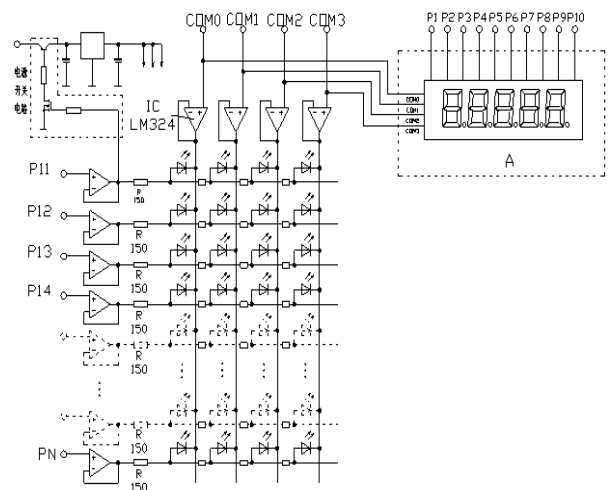 COM0 COM1 COM2 COM3
P1 P2 P3 P4 P5 P6 P7 P8 P9 P10
电源
开关
电路
IC
LM324
COM0
COM1
COM2
COM3
A
P11
R
150
P12
R
150
P13
R
150
P14
R
150
R
150
R
150
PN
R
150